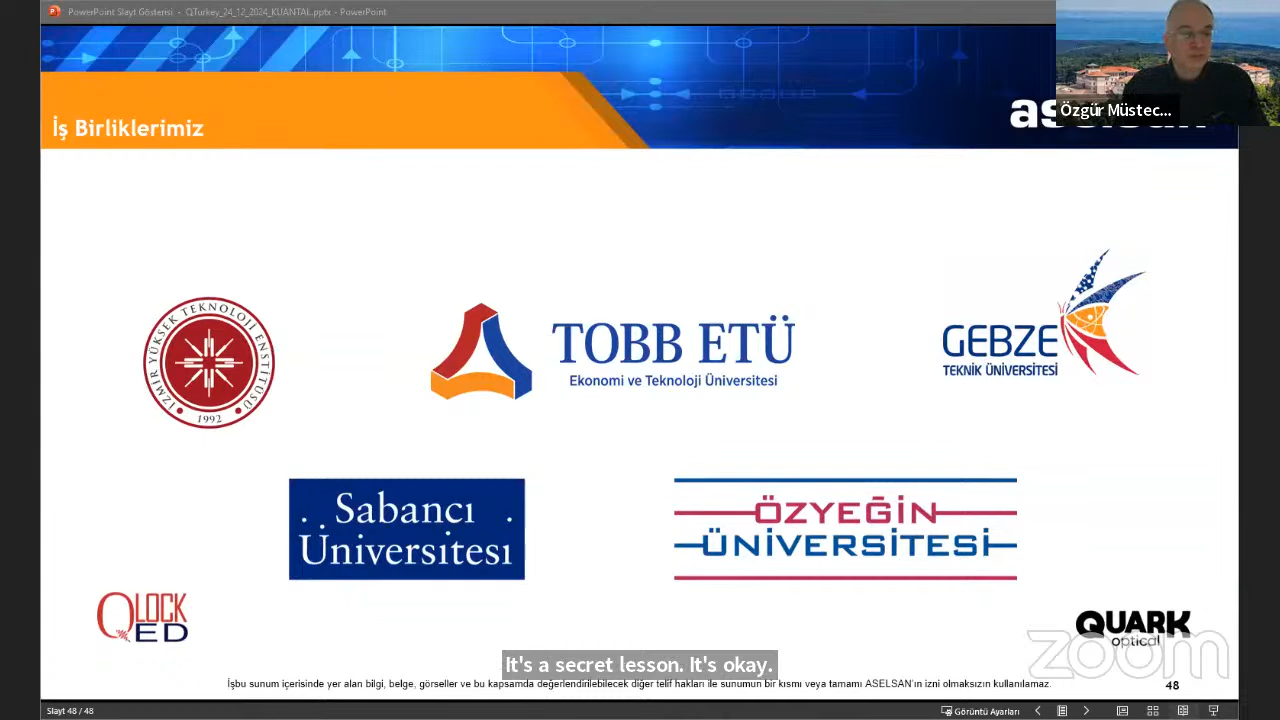 PowerPoint Slayt Gösterisi - QTurkey_24_12_2024_KUANTAL.pptx - PowerPoint
Özgür Müstec...
İş Birliklerimiz
aselsan
İZMİR YÜKSEK TEKNOLOJİ ENSTİTÜSÜ
1992
TOBB ETÜ
Ekonomi ve Teknoloji Üniversitesi
GEBZE
TEKNİK ÜNİVERSİTESİ
Sabancı
Üniversitesi
ÖZYEĞİN
ÜNİVERSİTESİ
QLOCK
ED
QUARK
optical
zoom
It's a secret lesson. It's okay.
İşbu sunum içerisinde yer alan bilgi, belge, görseller ve bu kapsamda değerlendirilebilecek diğer telif hakları ile sunumun bir kısmı veya tamamı ASELSAN'ın izni olmaksızın kullanılamaz.
48
Slayt 48 / 48
Görüntü Ayarları